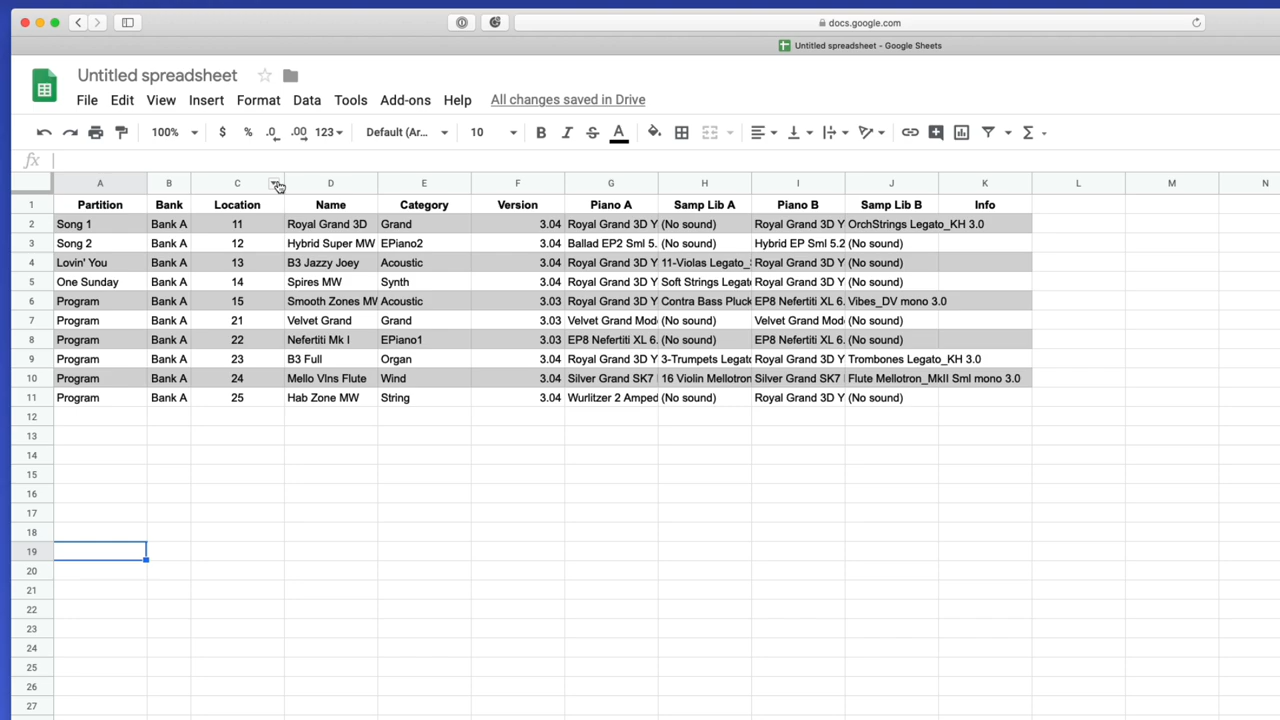 docs.google.com
Untitled spreadsheet - Google Sheets
Untitled spreadsheet
File Edit View Insert Format Data Tools Add-ons Help All changes saved in Drive
100% $ % .0 .00 123 Default (Ar... 10 B I S A Σ
fx
A B C D E F G H I J K L M N
1 Partition Bank Location Name Category Version Piano A Samp Lib A Piano B Samp Lib B Info
2 Song 1 Bank A 11 Royal Grand 3D Grand 3.04 Royal Grand 3D Y (No sound) Royal Grand 3D Y OrchStrings Legato_KH 3.0
3 Song 2 Bank A 12 Hybrid Super MW EPiano2 3.04 Ballad EP2 Sml 5. (No sound) Hybrid EP Sml 5.2 (No sound)
4 Lovin' You Bank A 13 B3 Jazzy Joey Acoustic 3.04 Royal Grand 3D Y 11-Violas Legato_ Royal Grand 3D Y (No sound)
5 One Sunday Bank A 14 Spires MW Synth 3.04 Royal Grand 3D Y Soft Strings Legat Royal Grand 3D Y (No sound)
6 Program Bank A 15 Smooth Zones MW Acoustic 3.03 Royal Grand 3D Y Contra Bass Pluck EP8 Nefertiti XL 6. Vibes_DV mono 3.0
7 Program Bank A 21 Velvet Grand Grand 3.03 Velvet Grand Mod (No sound) Velvet Grand Mod (No sound)
8 Program Bank A 22 Nefertiti Mk I EPiano1 3.03 EP8 Nefertiti XL 6. (No sound) EP8 Nefertiti XL 6. (No sound)
9 Program Bank A 23 B3 Full Organ 3.04 Royal Grand 3D Y 3-Trumpets Legat Royal Grand 3D Y Trombones Legato_KH 3.0
10 Program Bank A 24 Mello Vlns Flute Wind 3.04 Silver Grand SK7 16 Violin Mellotron Silver Grand SK7 Flute Mellotron_MkII Sml mono 3.0
11 Program Bank A 25 Hab Zone MW String 3.04 Wurlitzer 2 Amped (No sound) Royal Grand 3D Y (No sound)
12
13
14
15
16
17
18
19
20
21
22
23
24
25
26
27